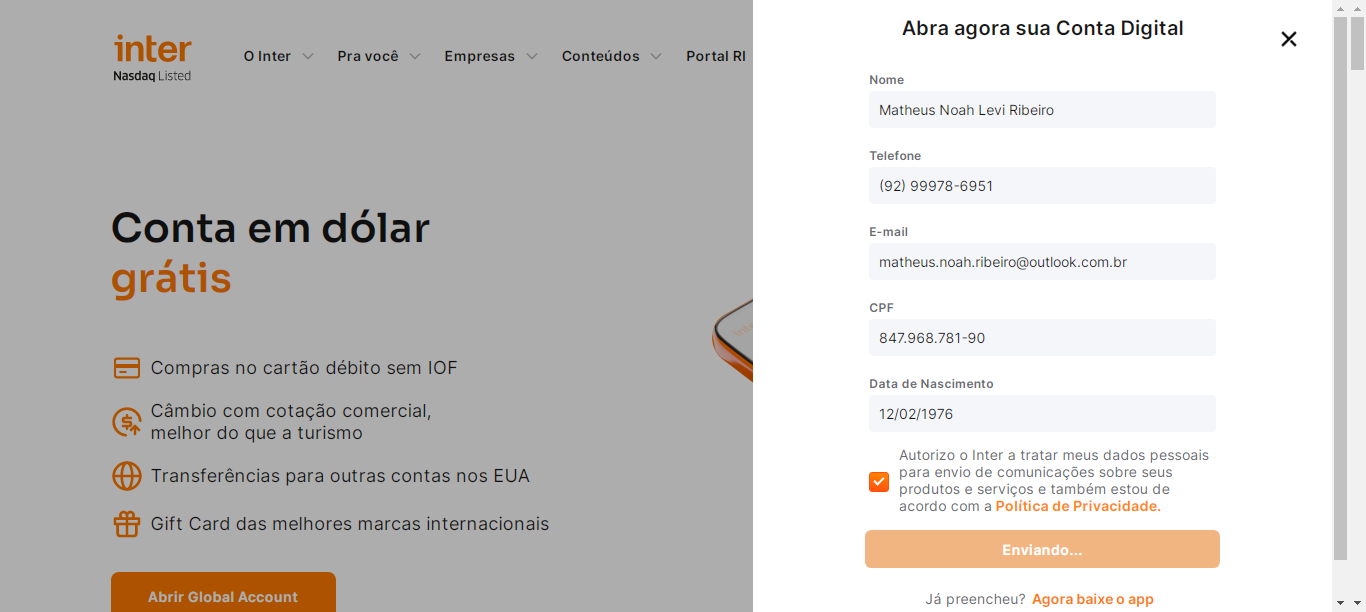 inter
Nasdaq Listed
O Inter
Pra você
Empresas
Conteúdos
Portal RI
Conta em dólar
grátis
Compras no cartão débito sem IOF
Câmbio com cotação comercial,
melhor do que a turismo
Transferências para outras contas nos EUA
Gift Card das melhores marcas internacionais
Abrir Global Account
Abra agora sua Conta Digital
Nome
Matheus Noah Levi Ribeiro
Telefone
(92) 99978-6951
E-mail
matheus.noah.ribeiro@outlook.com.br
CPF
847.968.781-90
Data de Nascimento
12/02/1976
Autorizo o Inter a tratar meus dados pessoais
para envio de comunicações sobre seus
produtos e serviços e também estou de
acordo com a Política de Privacidade.
Enviando...
Já preencheu? Agora baixe o app